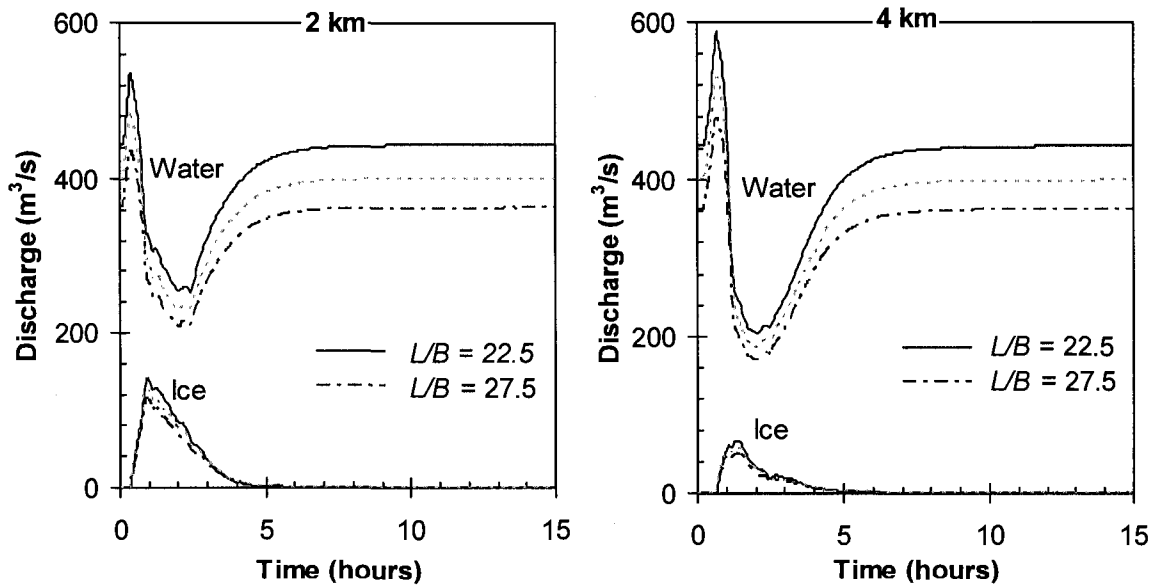 2 km
600
400
200
0
Discharge (m³/s)
Water
L/B = 22.5
L/B = 27.5
Ice
0
5
10
15
Time (hours)
4 km
600
400
200
0
Discharge (m³/s)
Water
L/B = 22.5
L/B = 27.5
Ice
0
5
10
15
Time (hours)